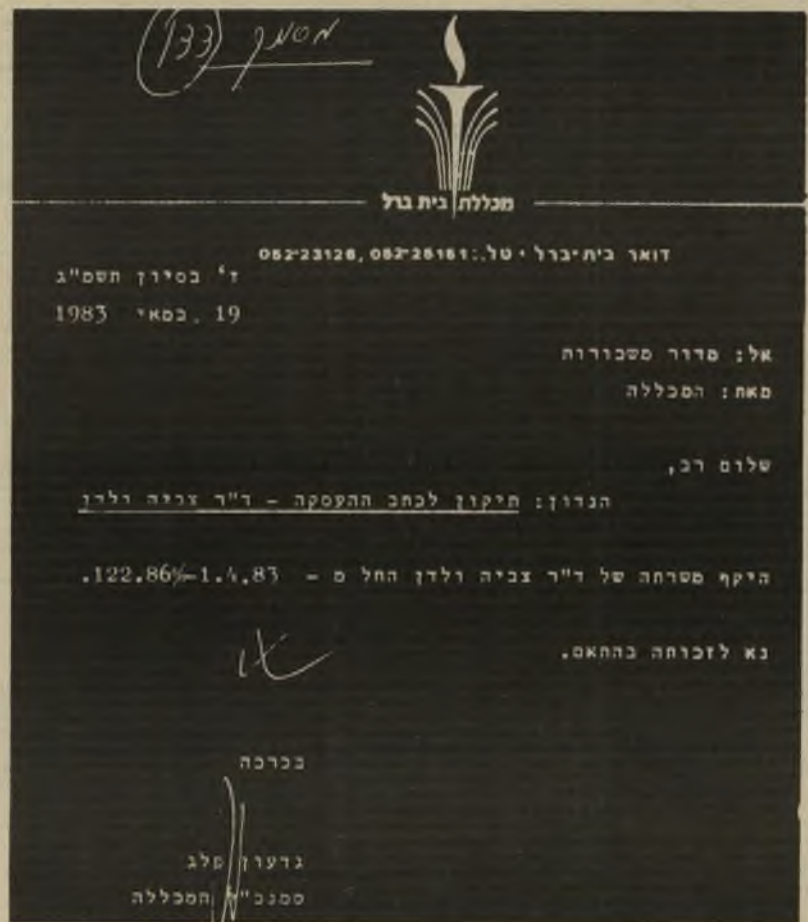 מסמך (133)
מכללת בית ברל
דואר בית-ברל • טל.: 052-25151, 052-23128
ז' בסיון תשמ"ג
19 .במאי 1983
אל: מדור משכורות
מאת: המכללה
שלום רב,
הנדון: תיקון לכתב ההעסקה - ד"ר צביה ולדן
היקף משרתה של ד"ר צביה ולדן החל מ - 1.4.83-122.86%.
נא לזכותה בהתאם.
בברכה
גדעון פלג
סמנכ"ל המכללה